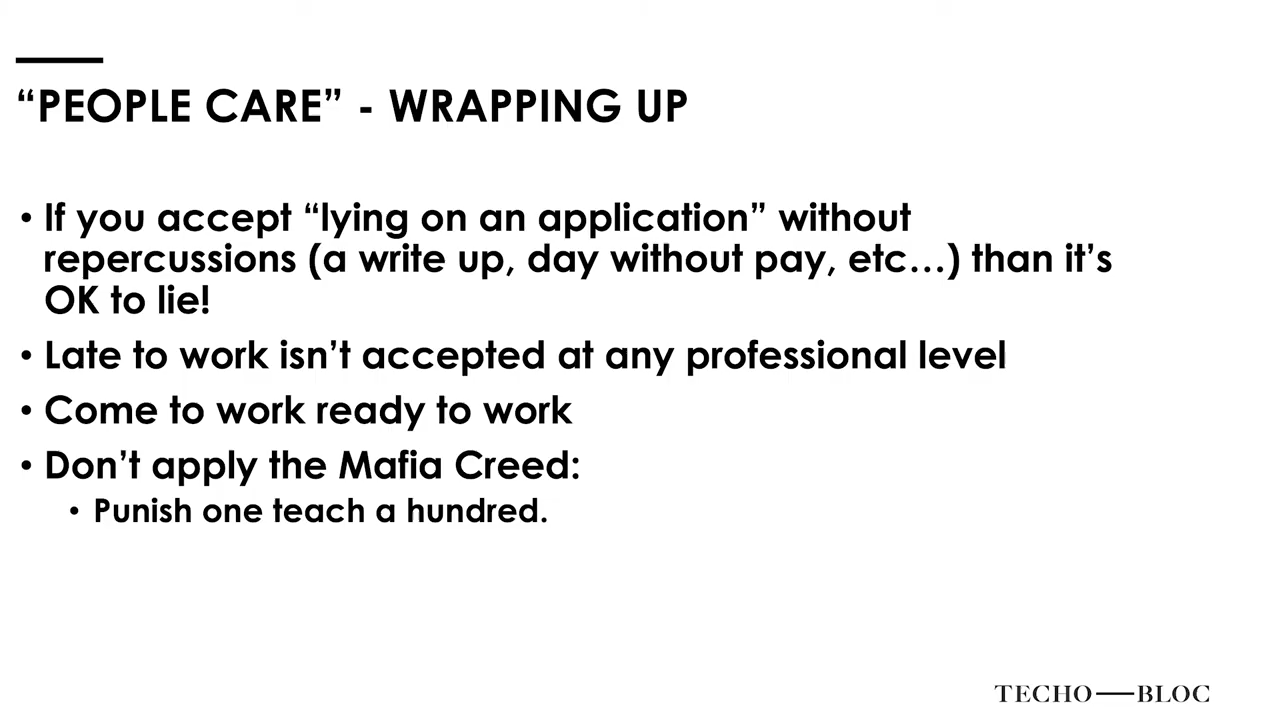 “PEOPLE CARE” - WRAPPING UP
• If you accept “lying on an application” without
repercussions (a write up, day without pay, etc…) than it’s
OK to lie!
• Late to work isn’t accepted at any professional level
• Come to work ready to work
• Don’t apply the Mafia Creed:
• Punish one teach a hundred.
TECHO—BLOC